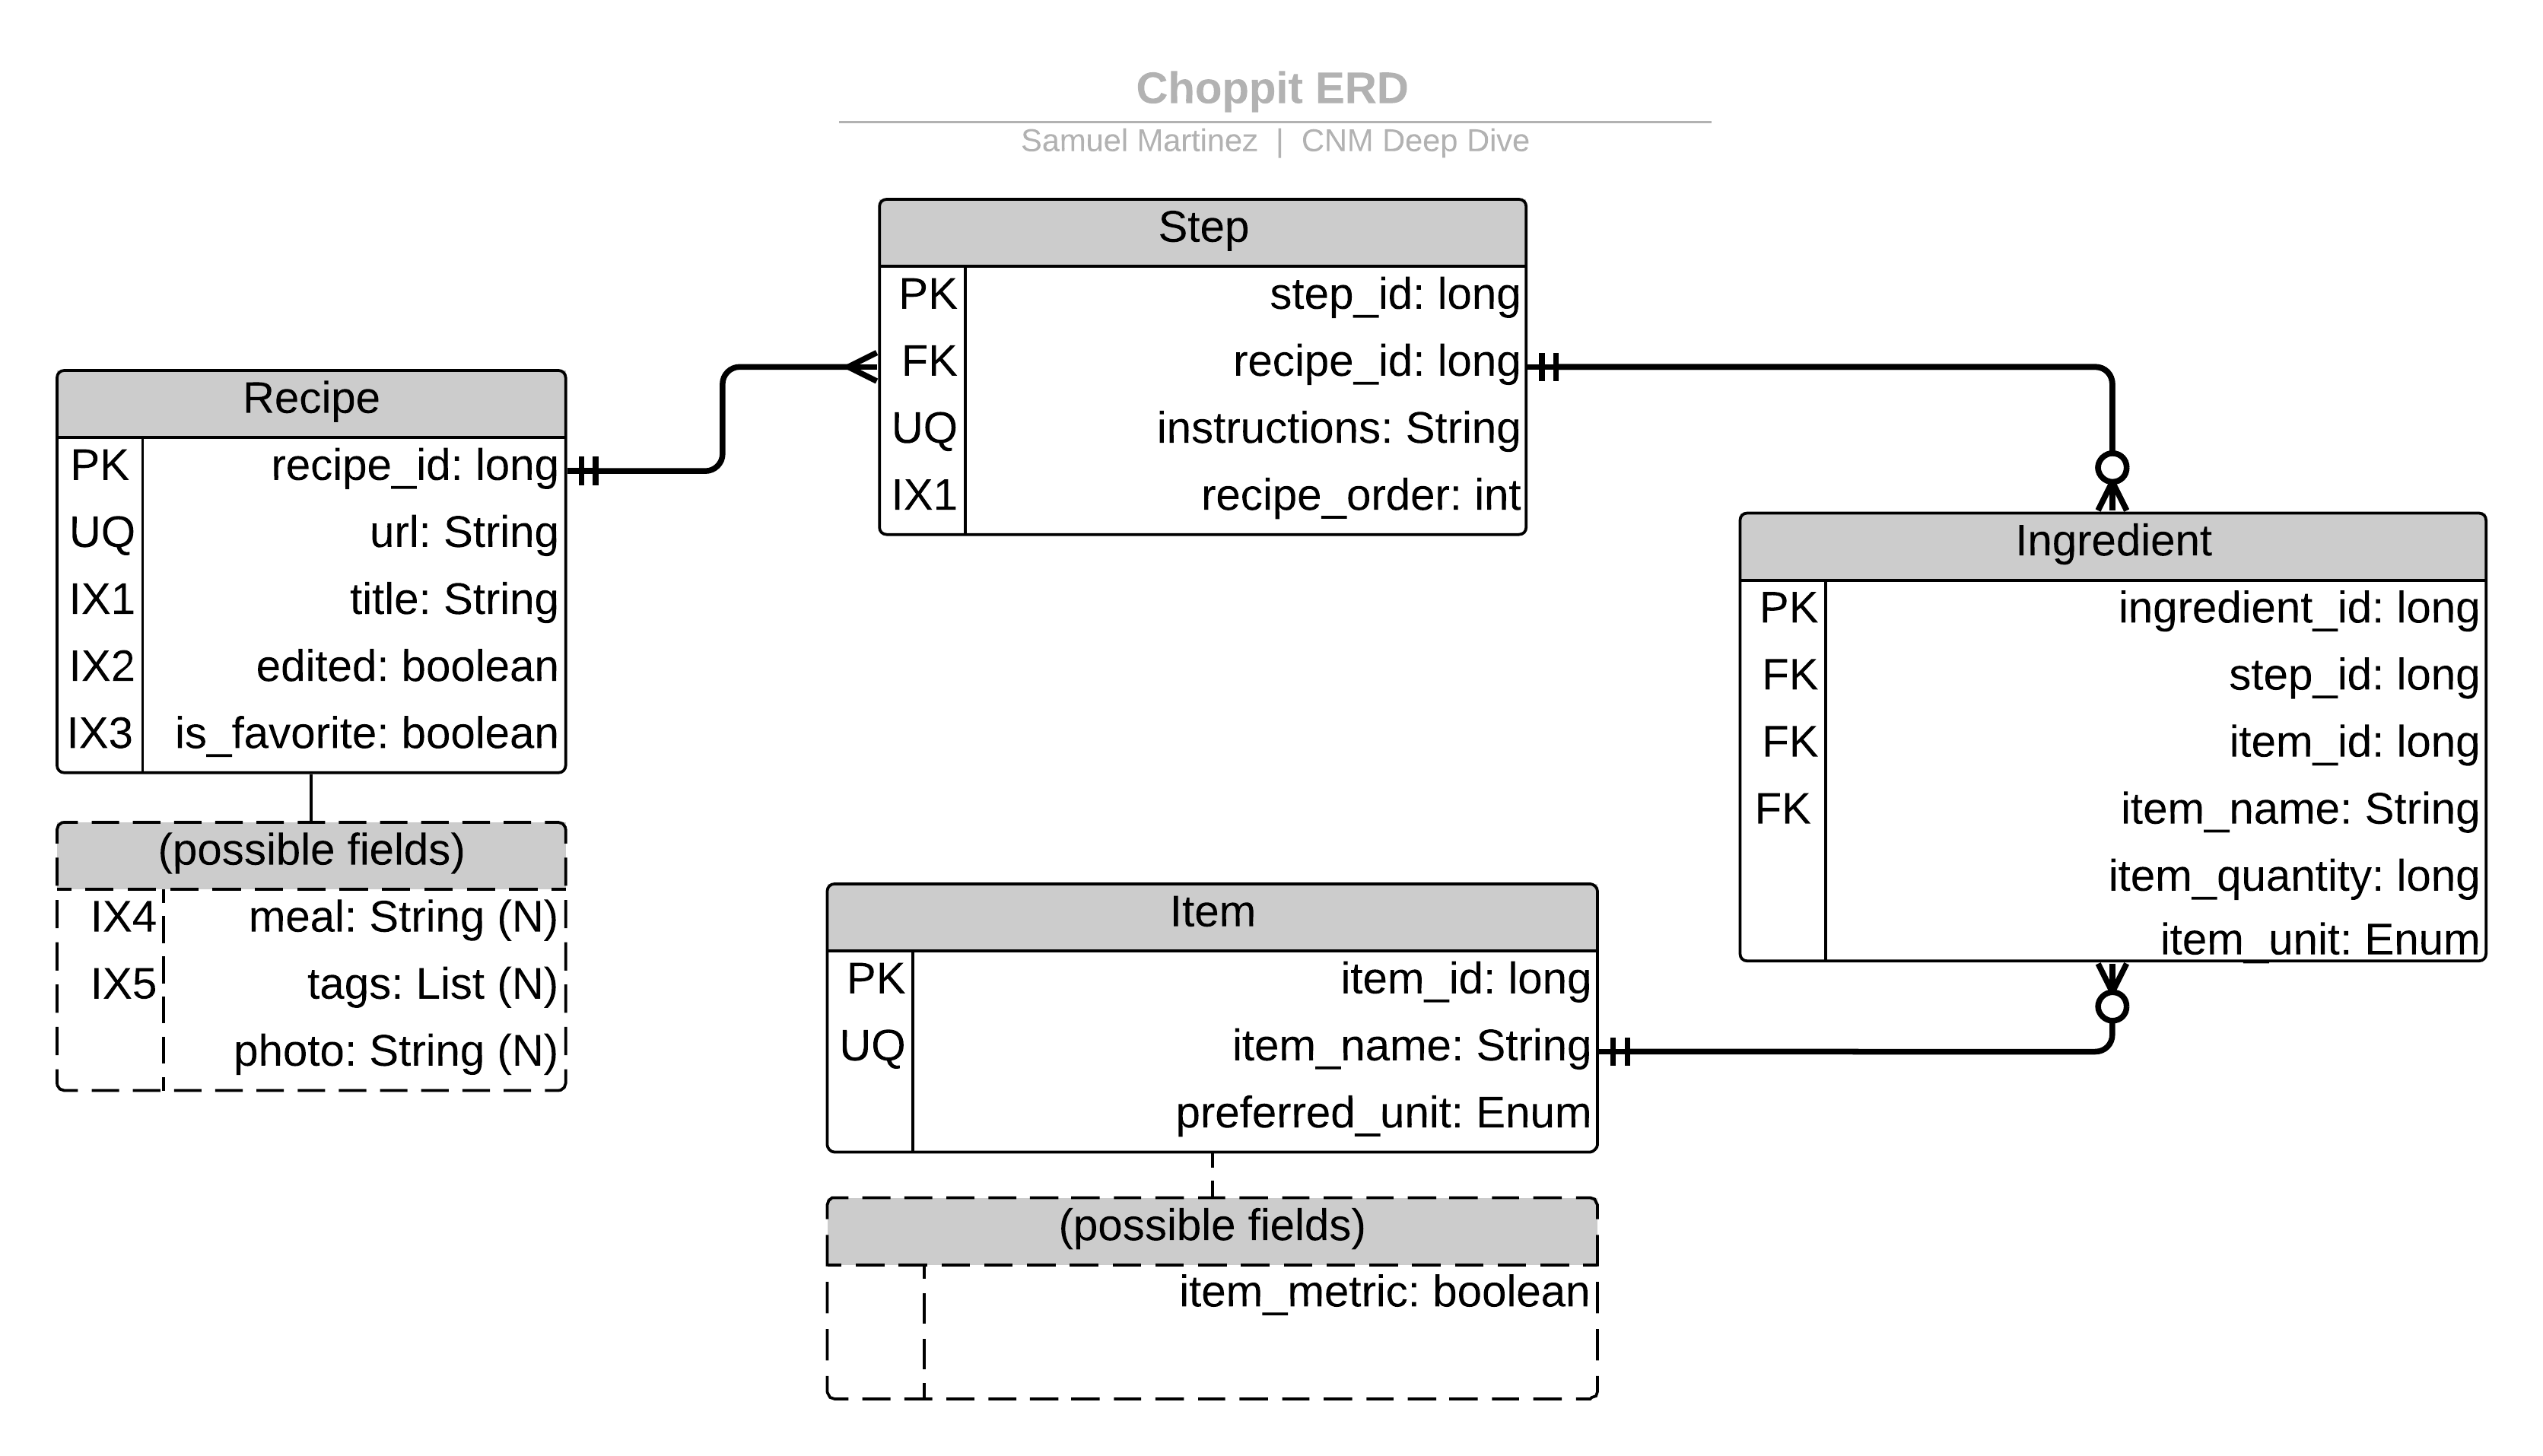 Choppit ERD
Samuel Martinez | CNM Deep Dive
Recipe
PK recipe_id: long
UQ url: String
IX1 title: String
IX2 edited: boolean
IX3 is_favorite: boolean
(possible fields)
IX4 meal: String (N)
IX5 tags: List (N)
photo: String (N)
Step
PK step_id: long
FK recipe_id: long
UQ instructions: String
IX1 recipe_order: int
Ingredient
PK ingredient_id: long
FK step_id: long
FK item_id: long
FK item_name: String
item_quantity: long
item_unit: Enum
Item
PK item_id: long
UQ item_name: String
preferred_unit: Enum
(possible fields)
item_metric: boolean